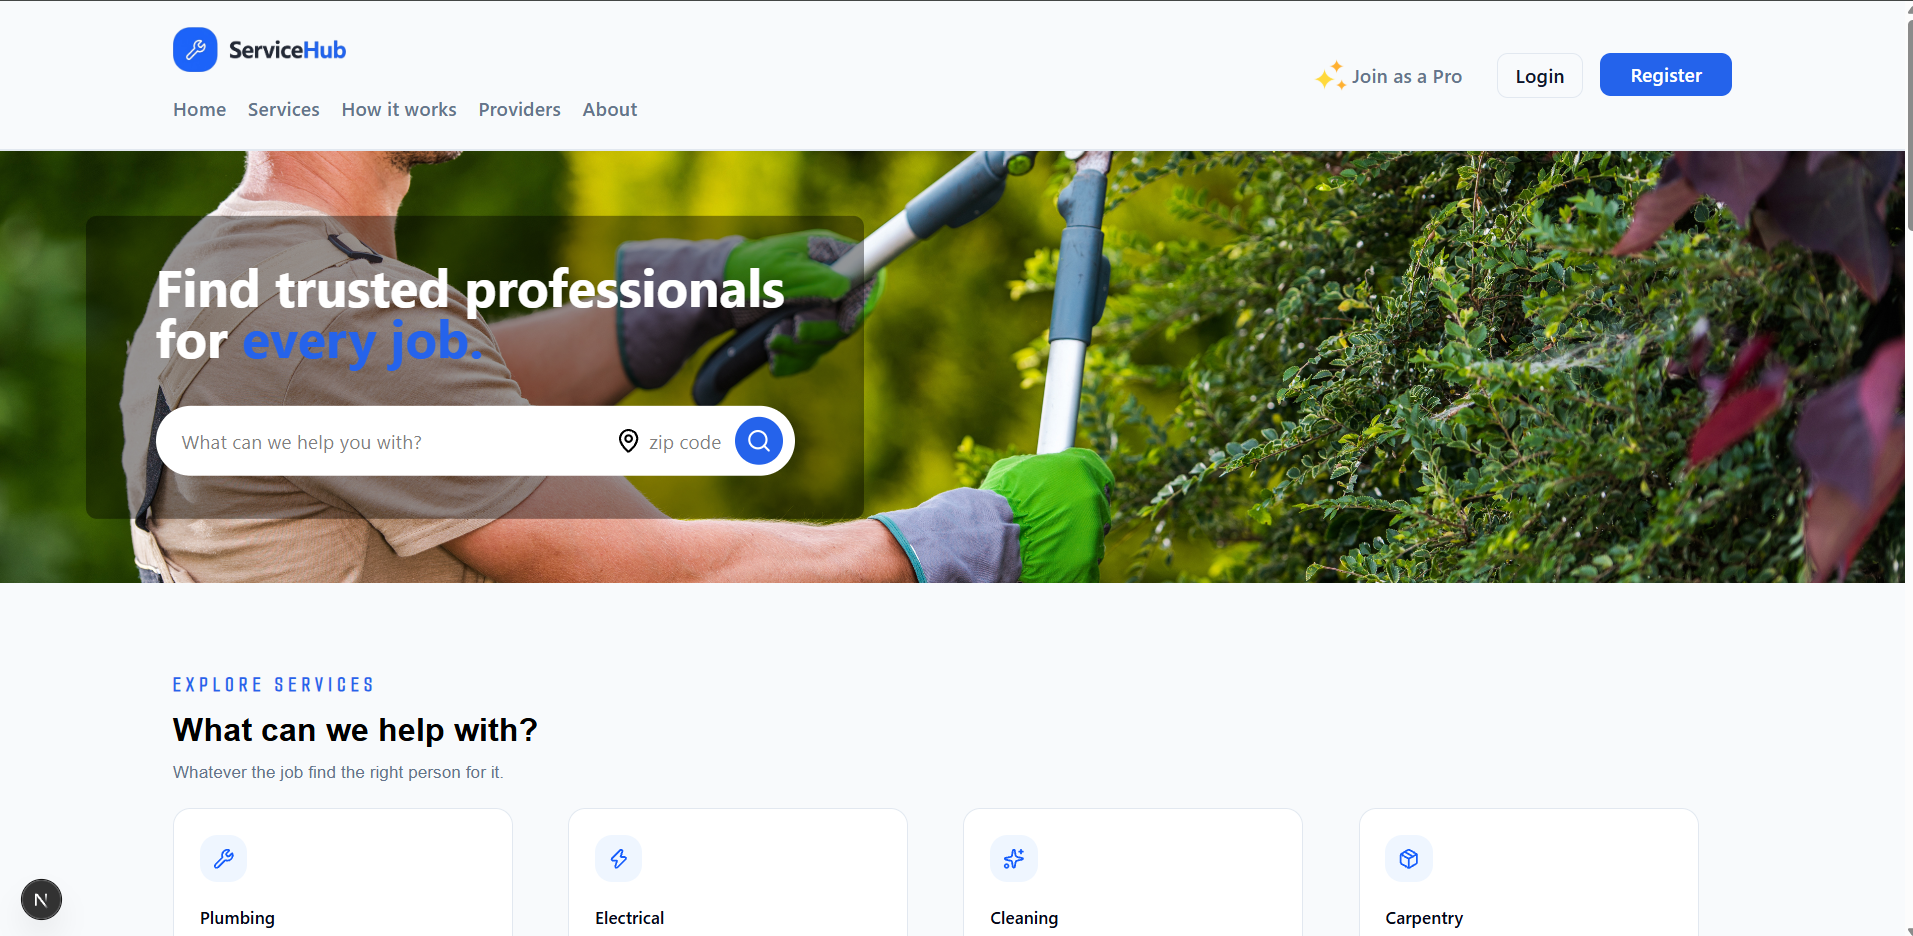 ServiceHub
Home Services How it works Providers About
Join as a Pro
Login
Register
Find trusted professionals
for every job.
What can we help you with?
zip code
EXPLORE SERVICES
What can we help with?
Whatever the job find the right person for it.
Plumbing
Electrical
Cleaning
Carpentry
N